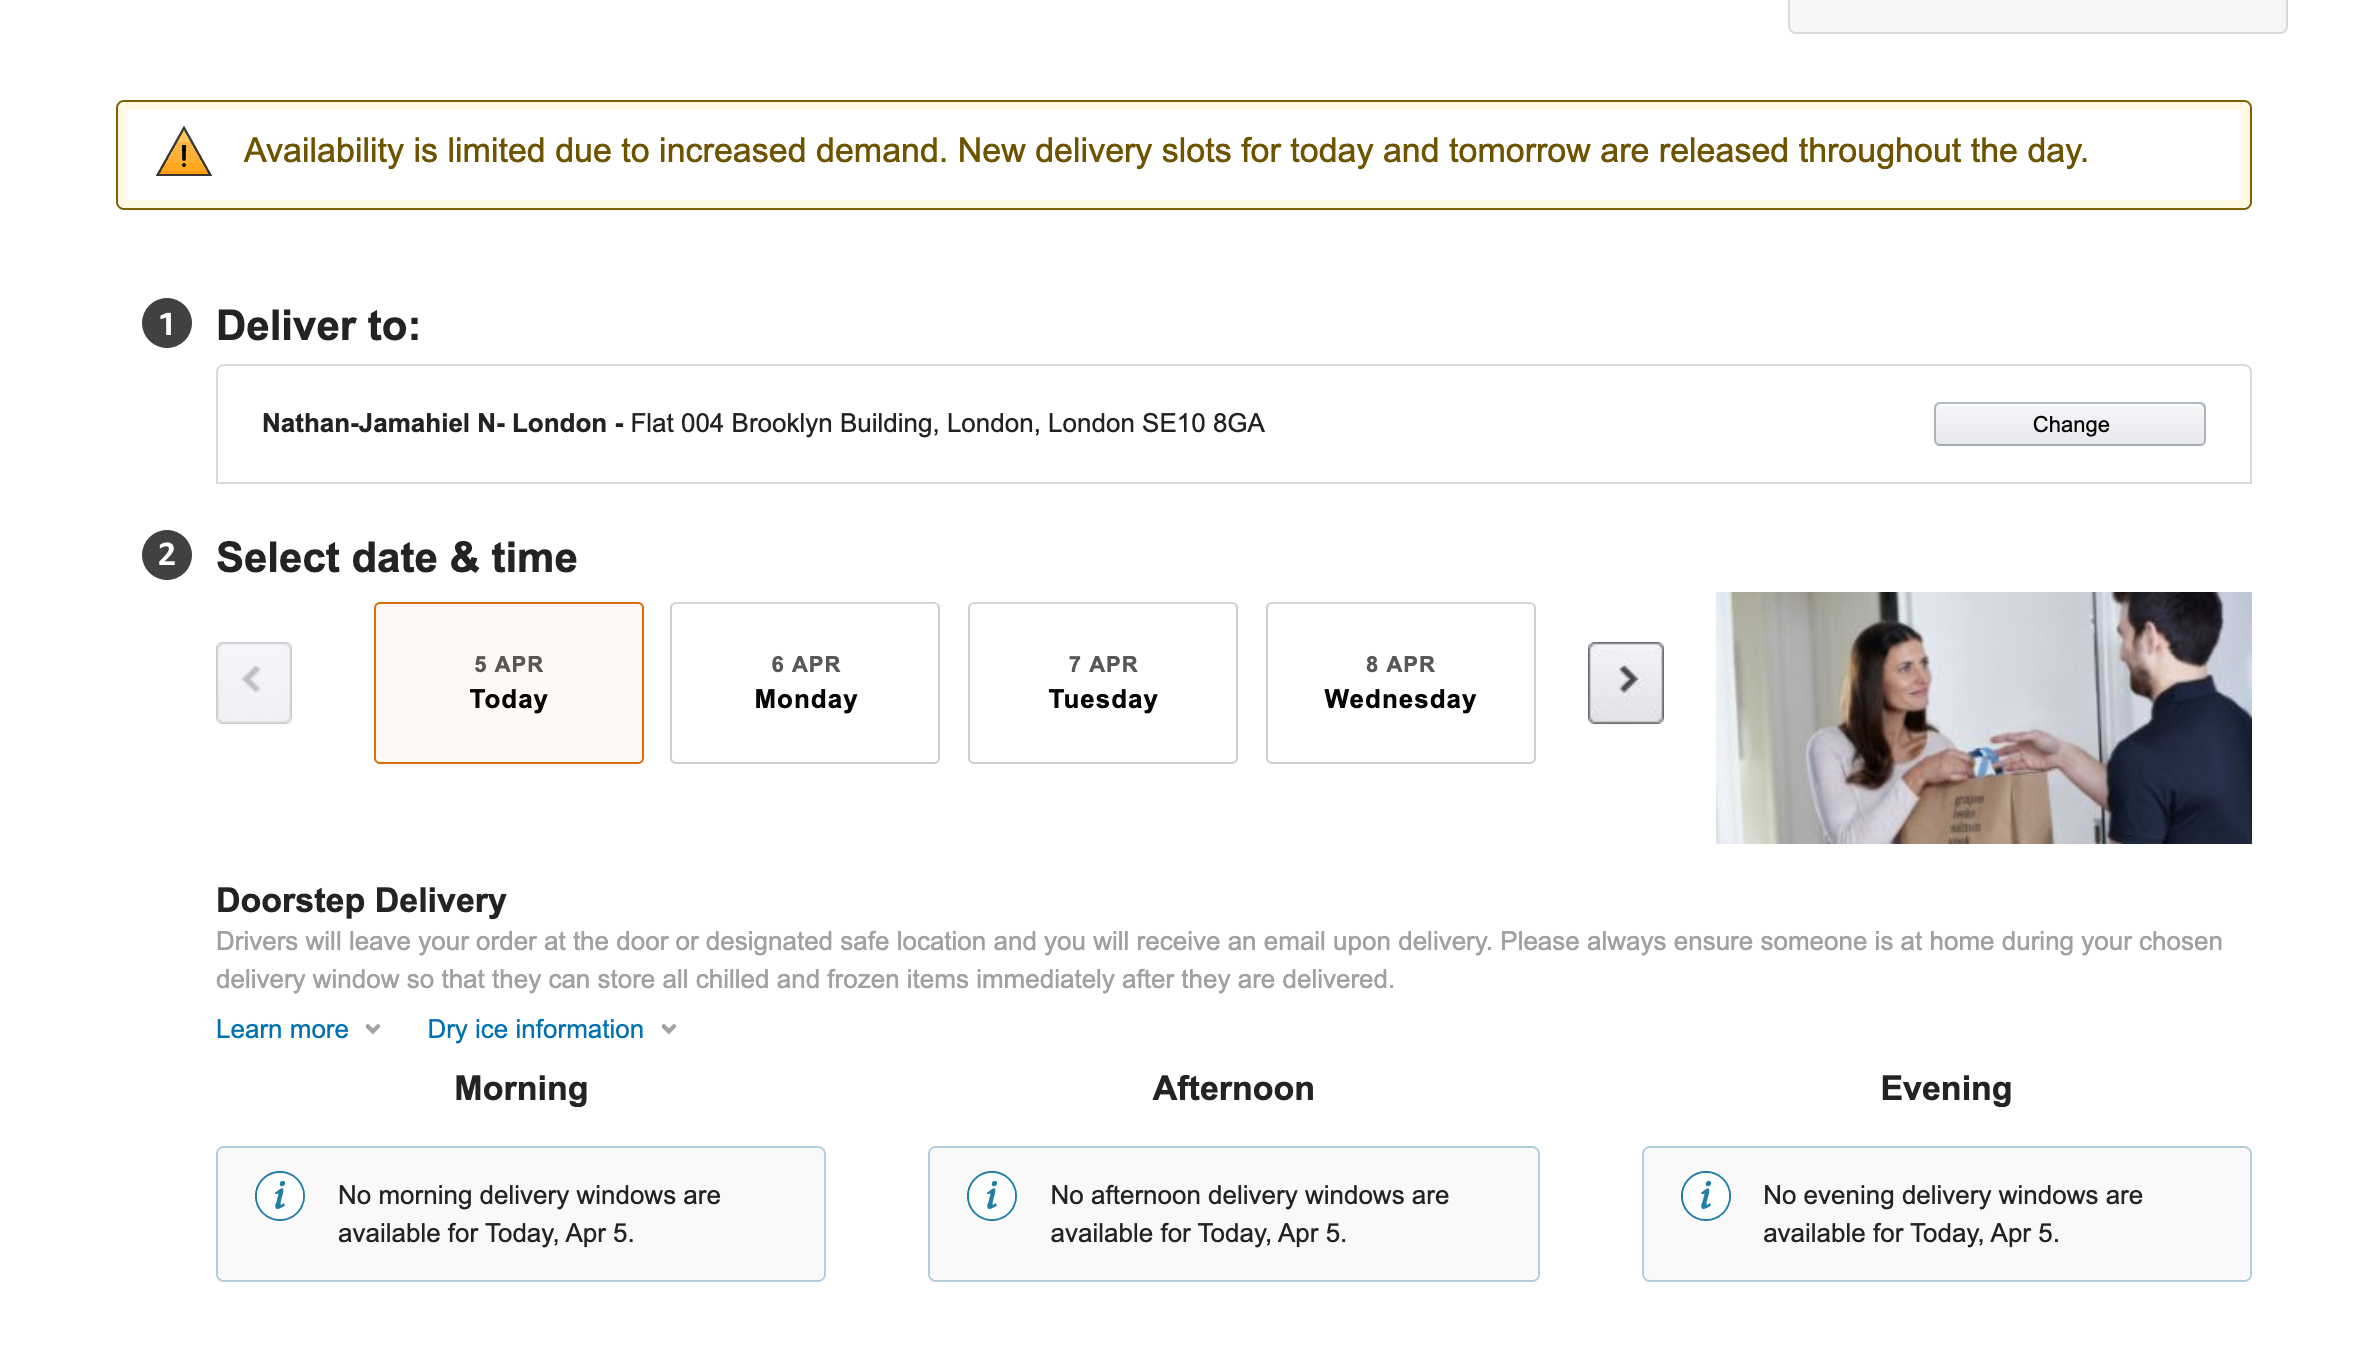 Availability is limited due to increased demand. New delivery slots for today and tomorrow are released throughout the day.
1 Deliver to:
Nathan-Jamahiel N- London - Flat 004 Brooklyn Building, London, London SE10 8GA
Change
2 Select date & time
5 APR
Today
6 APR
Monday
7 APR
Tuesday
8 APR
Wednesday
grapes
Doorstep Delivery
Drivers will leave your order at the door or designated safe location and you will receive an email upon delivery. Please always ensure someone is at home during your chosen
delivery window so that they can store all chilled and frozen items immediately after they are delivered.
Learn more
Dry ice information
Morning
Afternoon
Evening
No morning delivery windows are
available for Today, Apr 5.
No afternoon delivery windows are
available for Today, Apr 5.
No evening delivery windows are
available for Today, Apr 5.